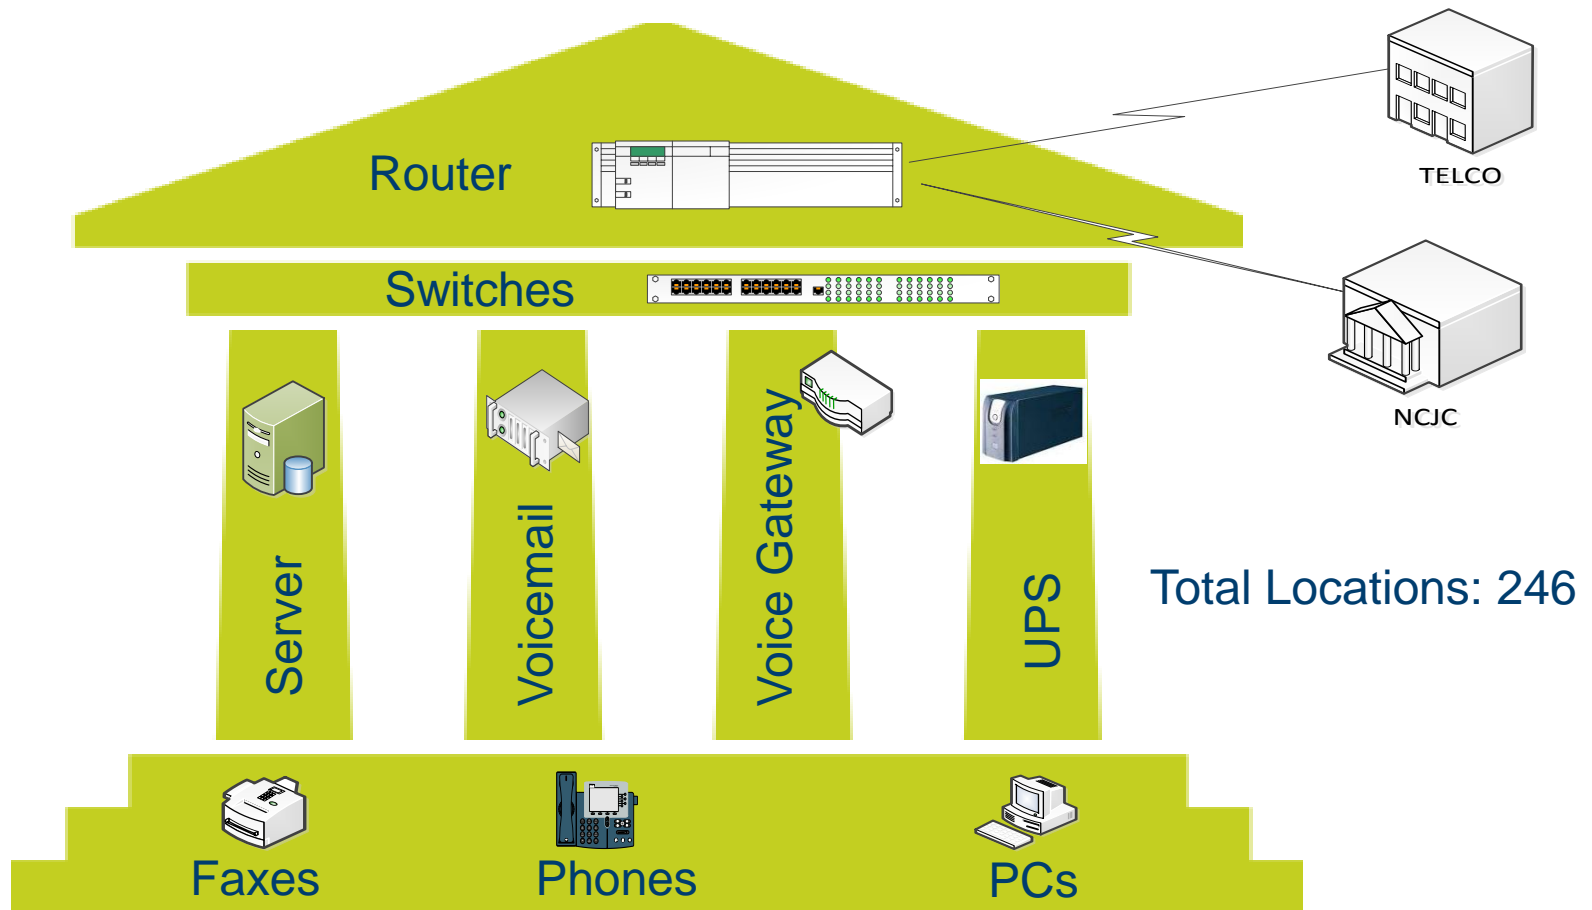 Router
TELCO
Switches
NCJC
Server
Voicemail
Voice Gateway
UPS
Total Locations: 246
Faxes
Phones
PCs